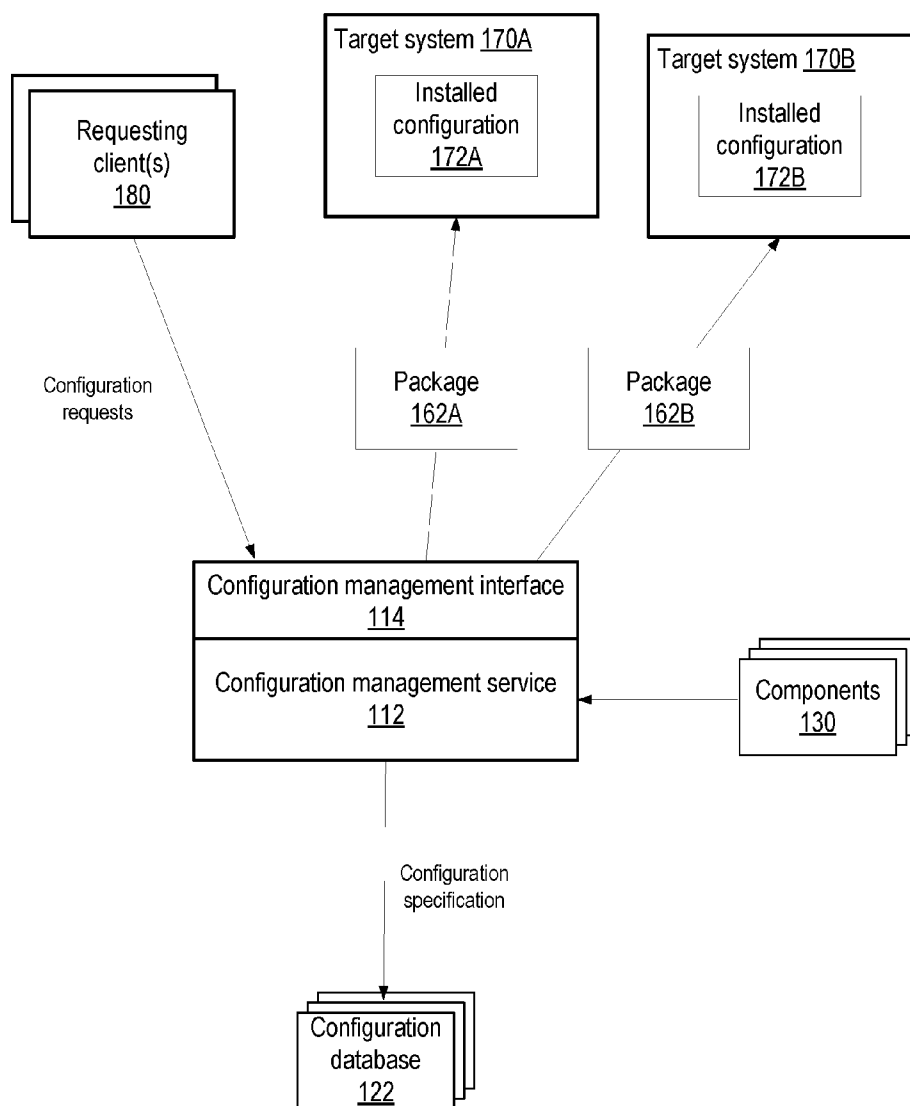 Target system 170A
Installed
configuration
172A
Target system 170B
Installed
configuration
172B
Requesting
client(s)
180
Configuration
requests
Package
162A
Package
162B
Configuration management interface
114
Configuration management service
112
Components
130
Configuration
specification
Configuration
database
122